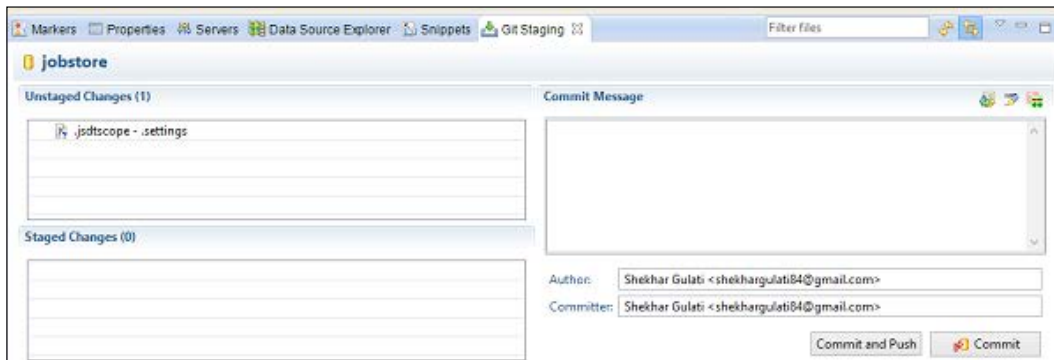 Markers Properties Servers Data Source Explorer Snippets Git Staging Filter files
jobstore
Unstaged Changes (1)
.jsdtscope - .settings
Staged Changes (0)
Commit Message
Author: Shekhar Gulati <shekhargulati84@gmail.com>
Committer: Shekhar Gulati <shekhargulati84@gmail.com>
Commit and Push Commit